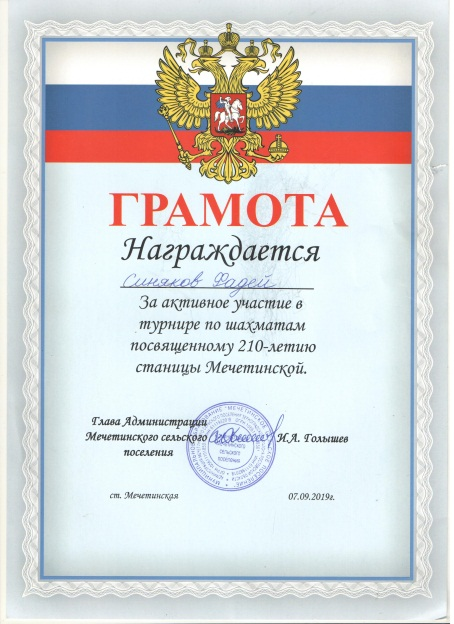 ГРАМОТА
Награждается
Синяков Фадей
За активное участие в
турнире по шахматам
посвященному 210-летию
станицы Мечетинской.
Глава Администрации
Мечетинского сельского И.А. Голышев
поселения
ст. Мечетинская 07.09.2019г.